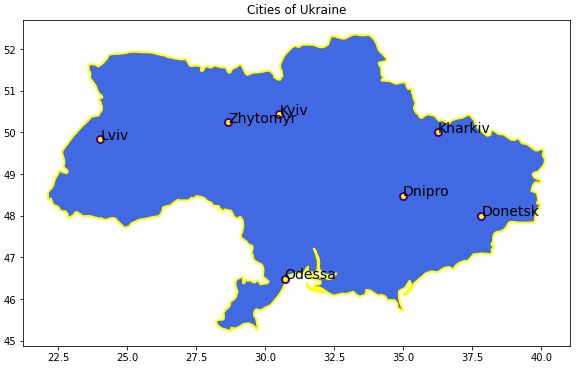 Cities of Ukraine
52
51
Kyiv
Zhytomyr
Kharkiv
50
Lviv
49
Dnipro
Donetsk
48
47
Odessa
46
45
22.5 25.0 27.5 30.0 32.5 35.0 37.5 40.0